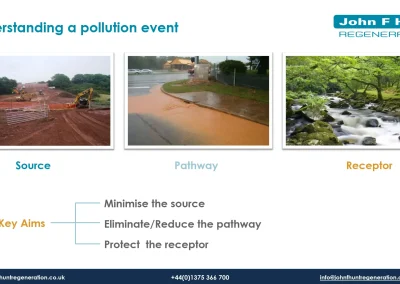 erstanding a pollution event
John F H
REGENERA
Source
Pathway
Receptor
Key Aims
Minimise the source
Eliminate/Reduce the pathway
Protect the receptor
huntregeneration.co.uk
+44(0)1375 366 700
info@johnfhuntregeneration.co